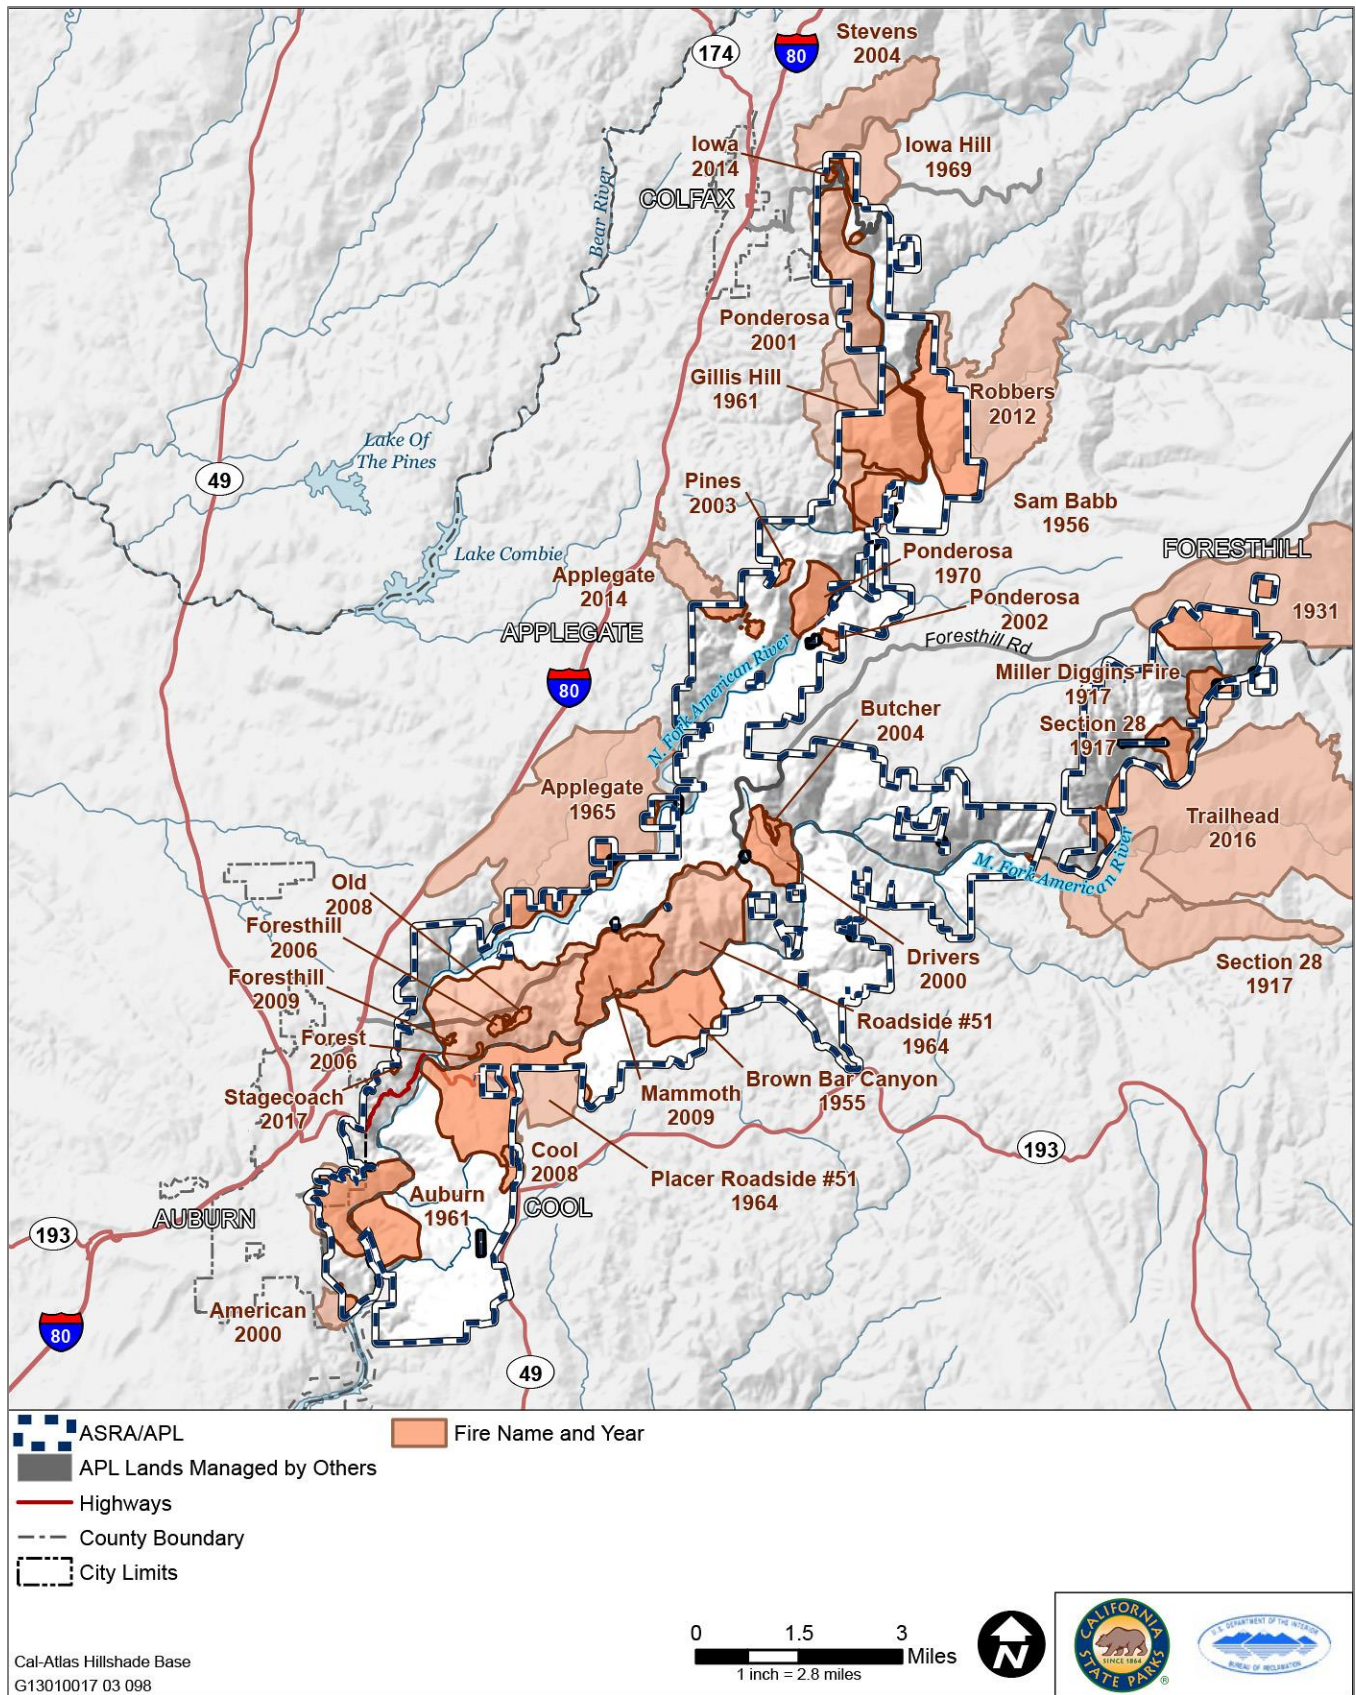 Stevens
2004
174
80
Iowa
2014
Iowa Hill
1969
COLFAX
Bear River
Ponderosa
2001
Gillis Hill
1961
Robbers
2012
Lake Of
The Pines
49
Pines
2003
Sam Babb
1956
FORESTHILL
Lake Combie
Ponderosa
1970
Applegate
2014
Ponderosa
2002
1931
APPLEGATE
Foresthill Rd
N. Fork American River
80
Miller Diggins Fire
1917
Butcher
2004
Section 28
1917
Applegate
1965
Trailhead
2016
M. Fork American River
Old
2008
Foresthill
2006
Drivers
2000
Section 28
1917
Foresthill
2009
Roadside #51
1964
Forest
2006
Stagecoach
2017
Mammoth
2009
Brown Bar Canyon
1955
193
Cool
2008
Placer Roadside #51
1964
Auburn
1961
COOL
AUBURN
193
American
2000
80
49
ASRA/APL
Fire Name and Year
APL Lands Managed by Others
Highways
County Boundary
City Limits
0 1.5 3
Miles
1 inch = 2.8 miles
N
CALIFORNIA
SINCE 1864
STATE PARKS
®
U.S. DEPARTMENT OF THE INTERIOR
BUREAU OF RECLAMATION
Cal-Atlas Hillshade Base
G13010017 03 098